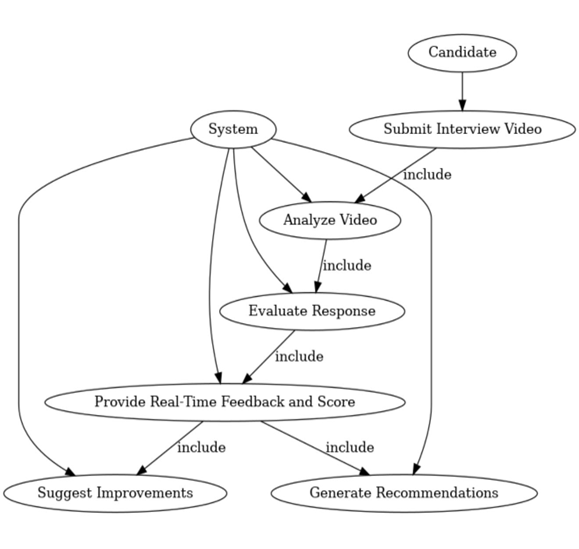 Candidate
System
Submit Interview Video
include
Analyze Video
include
Evaluate Response
include
Provide Real-Time Feedback and Score
include
include
Suggest Improvements
Generate Recommendations